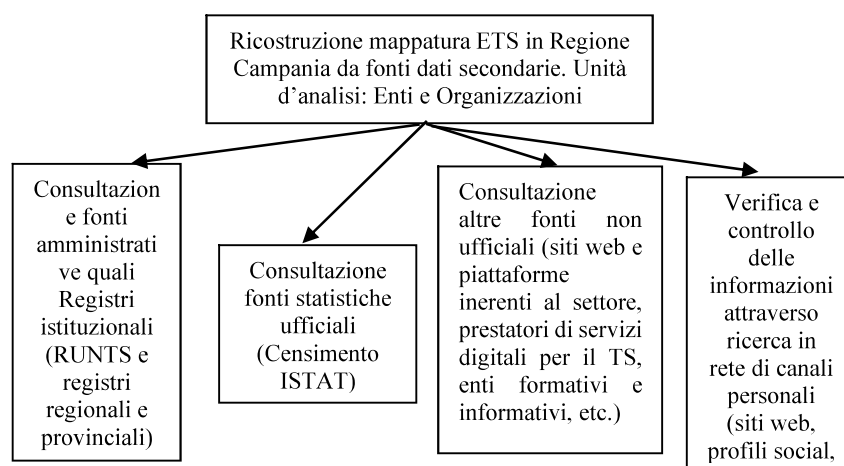 Ricostruzione mappatura ETS in Regione
Campania da fonti dati secondarie. Unità
d’analisi: Enti e Organizzazioni
Consultazion
e fonti
amministrati
ve quali
Registri
istituzionali
(RUNTS e
registri
regionali e
provinciali)
Consultazione
fonti statistiche
ufficiali
(Censimento
ISTAT)
Consultazione
altre fonti non
ufficiali (siti web e
piattaforme
inerenti al settore,
prestatori di servizi
digitali per il TS,
enti formativi e
informativi, etc.)
Verifica e
controllo
delle
informazioni
attraverso
ricerca in
rete di canali
personali
(siti web,
profili social,